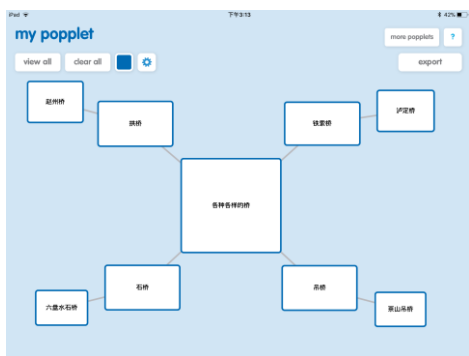 iPad 下午3:13 42%
my popplet
more popplets ?
view all clear all export
赵州桥
拱桥
铁索桥
泸定桥
各种各样的桥
石桥
吊桥
六盘水石桥
景山吊桥